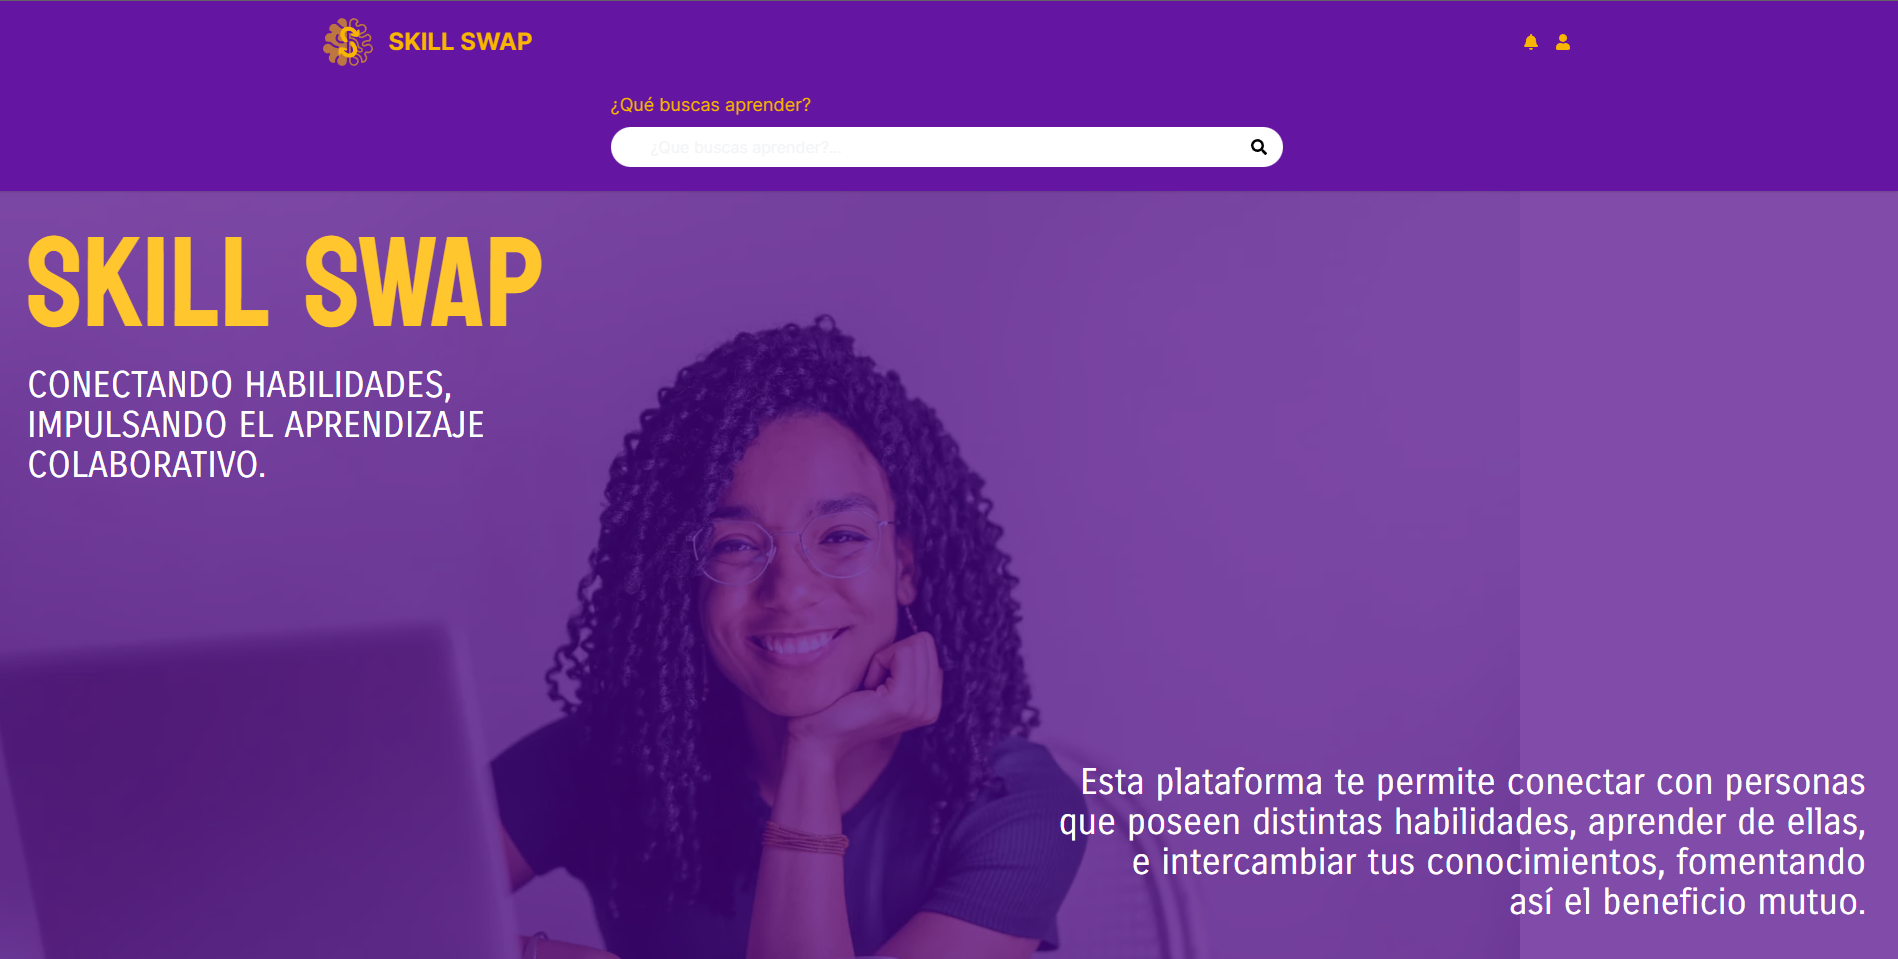 SKILL SWAP
¿Qué buscas aprender?
¿Que buscas aprender?...
SKILL SWAP
CONECTANDO HABILIDADES,
IMPULSANDO EL APRENDIZAJE
COLABORATIVO.
Esta plataforma te permite conectar con personas
que poseen distintas habilidades, aprender de ellas,
e intercambiar tus conocimientos, fomentando
así el beneficio mutuo.